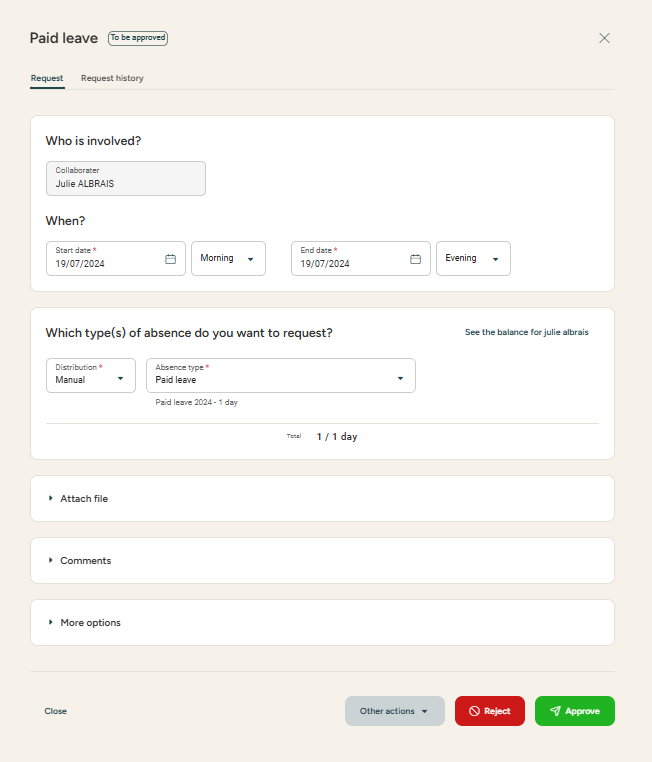 Paid leave To be approved
Request Request history
Who is involved?
Collaborater
Julie ALBRAIS
When?
Start date * End date *
19/07/2024 Morning 19/07/2024 Evening
Which type(s) of absence do you want to request? See the balance for julie albrais
Distribution * Absence type *
Manual Paid leave
Paid leave 2024 - 1 day
Total 1 / 1 day
Attach file
Comments
More options
Close Other actions Reject Approve